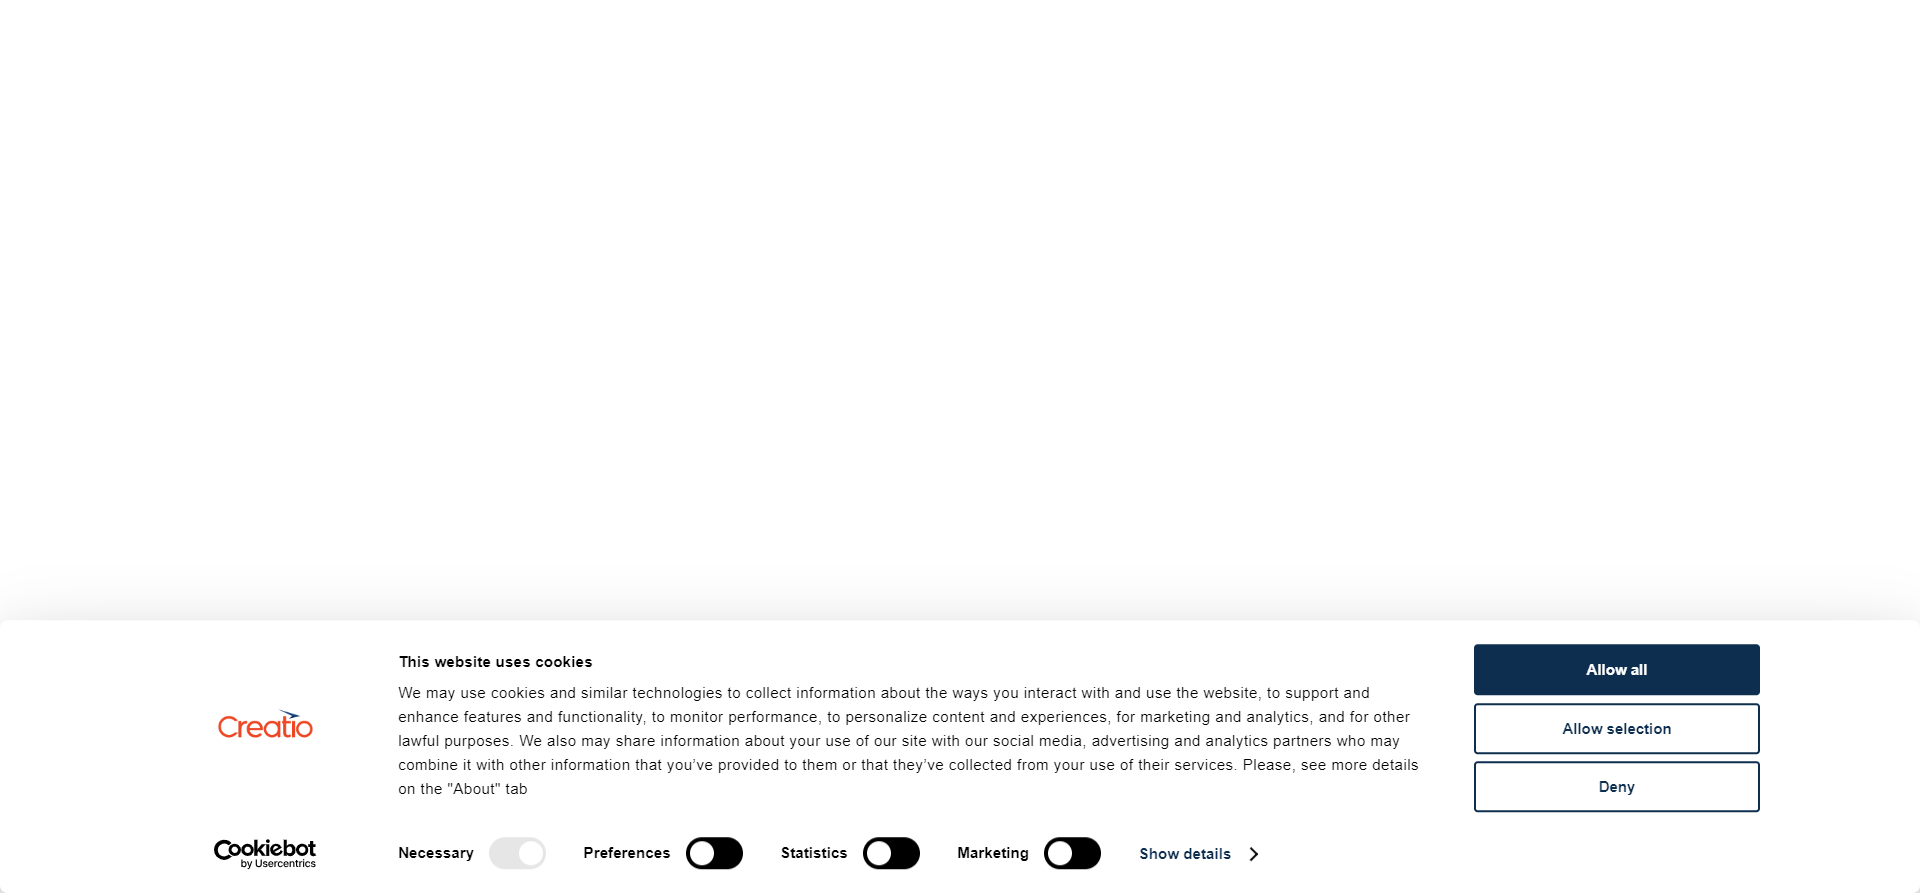 This website uses cookies
We may use cookies and similar technologies to collect information about the ways you interact with and use the website, to support and
enhance features and functionality, to monitor performance, to personalize content and experiences, for marketing and analytics, and for other
lawful purposes. We also may share information about your use of our site with our social media, advertising and analytics partners who may
combine it with other information that you’ve provided to them or that they’ve collected from your use of their services. Please, see more details
on the "About" tab
Creatio
Allow all
Allow selection
Deny
Cookiebot
by Usercentrics
Necessary
Preferences
Statistics
Marketing
Show details